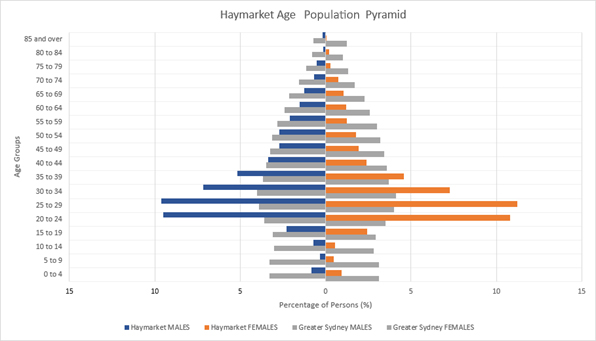 Haymarket Age Population Pyramid
Age Groups
85 and over
80 to 84
75 to 79
70 to 74
65 to 69
60 to 64
55 to 59
50 to 54
45 to 49
40 to 44
35 to 39
30 to 34
25 to 29
20 to 24
15 to 19
10 to 14
5 to 9
0 to 4
15 10 5 0 5 10 15
Percentage of Persons (%)
Haymarket MALES Haymarket FEMALES Greater Sydney MALES Greater Sydney FEMALES